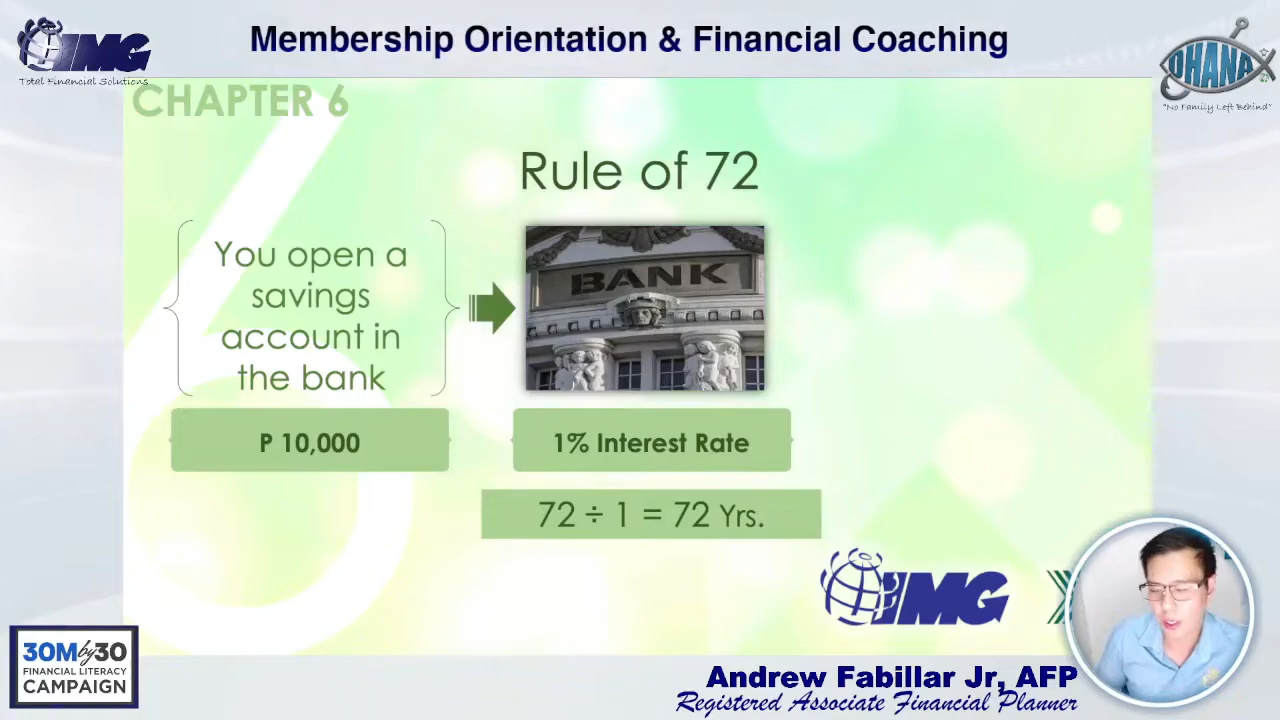 IMG
Total Financial Solutions
Membership Orientation & Financial Coaching
OHANA
"No Family Left Behind"
CHAPTER 6
Rule of 72
You open a
savings
account in
the bank
BANK
P 10,000
1% Interest Rate
72 ÷ 1 = 72 Yrs.
IMG
30M by 30
FINANCIAL LITERACY
CAMPAIGN
Andrew Fabillar Jr, AFP
Registered Associate Financial Planner